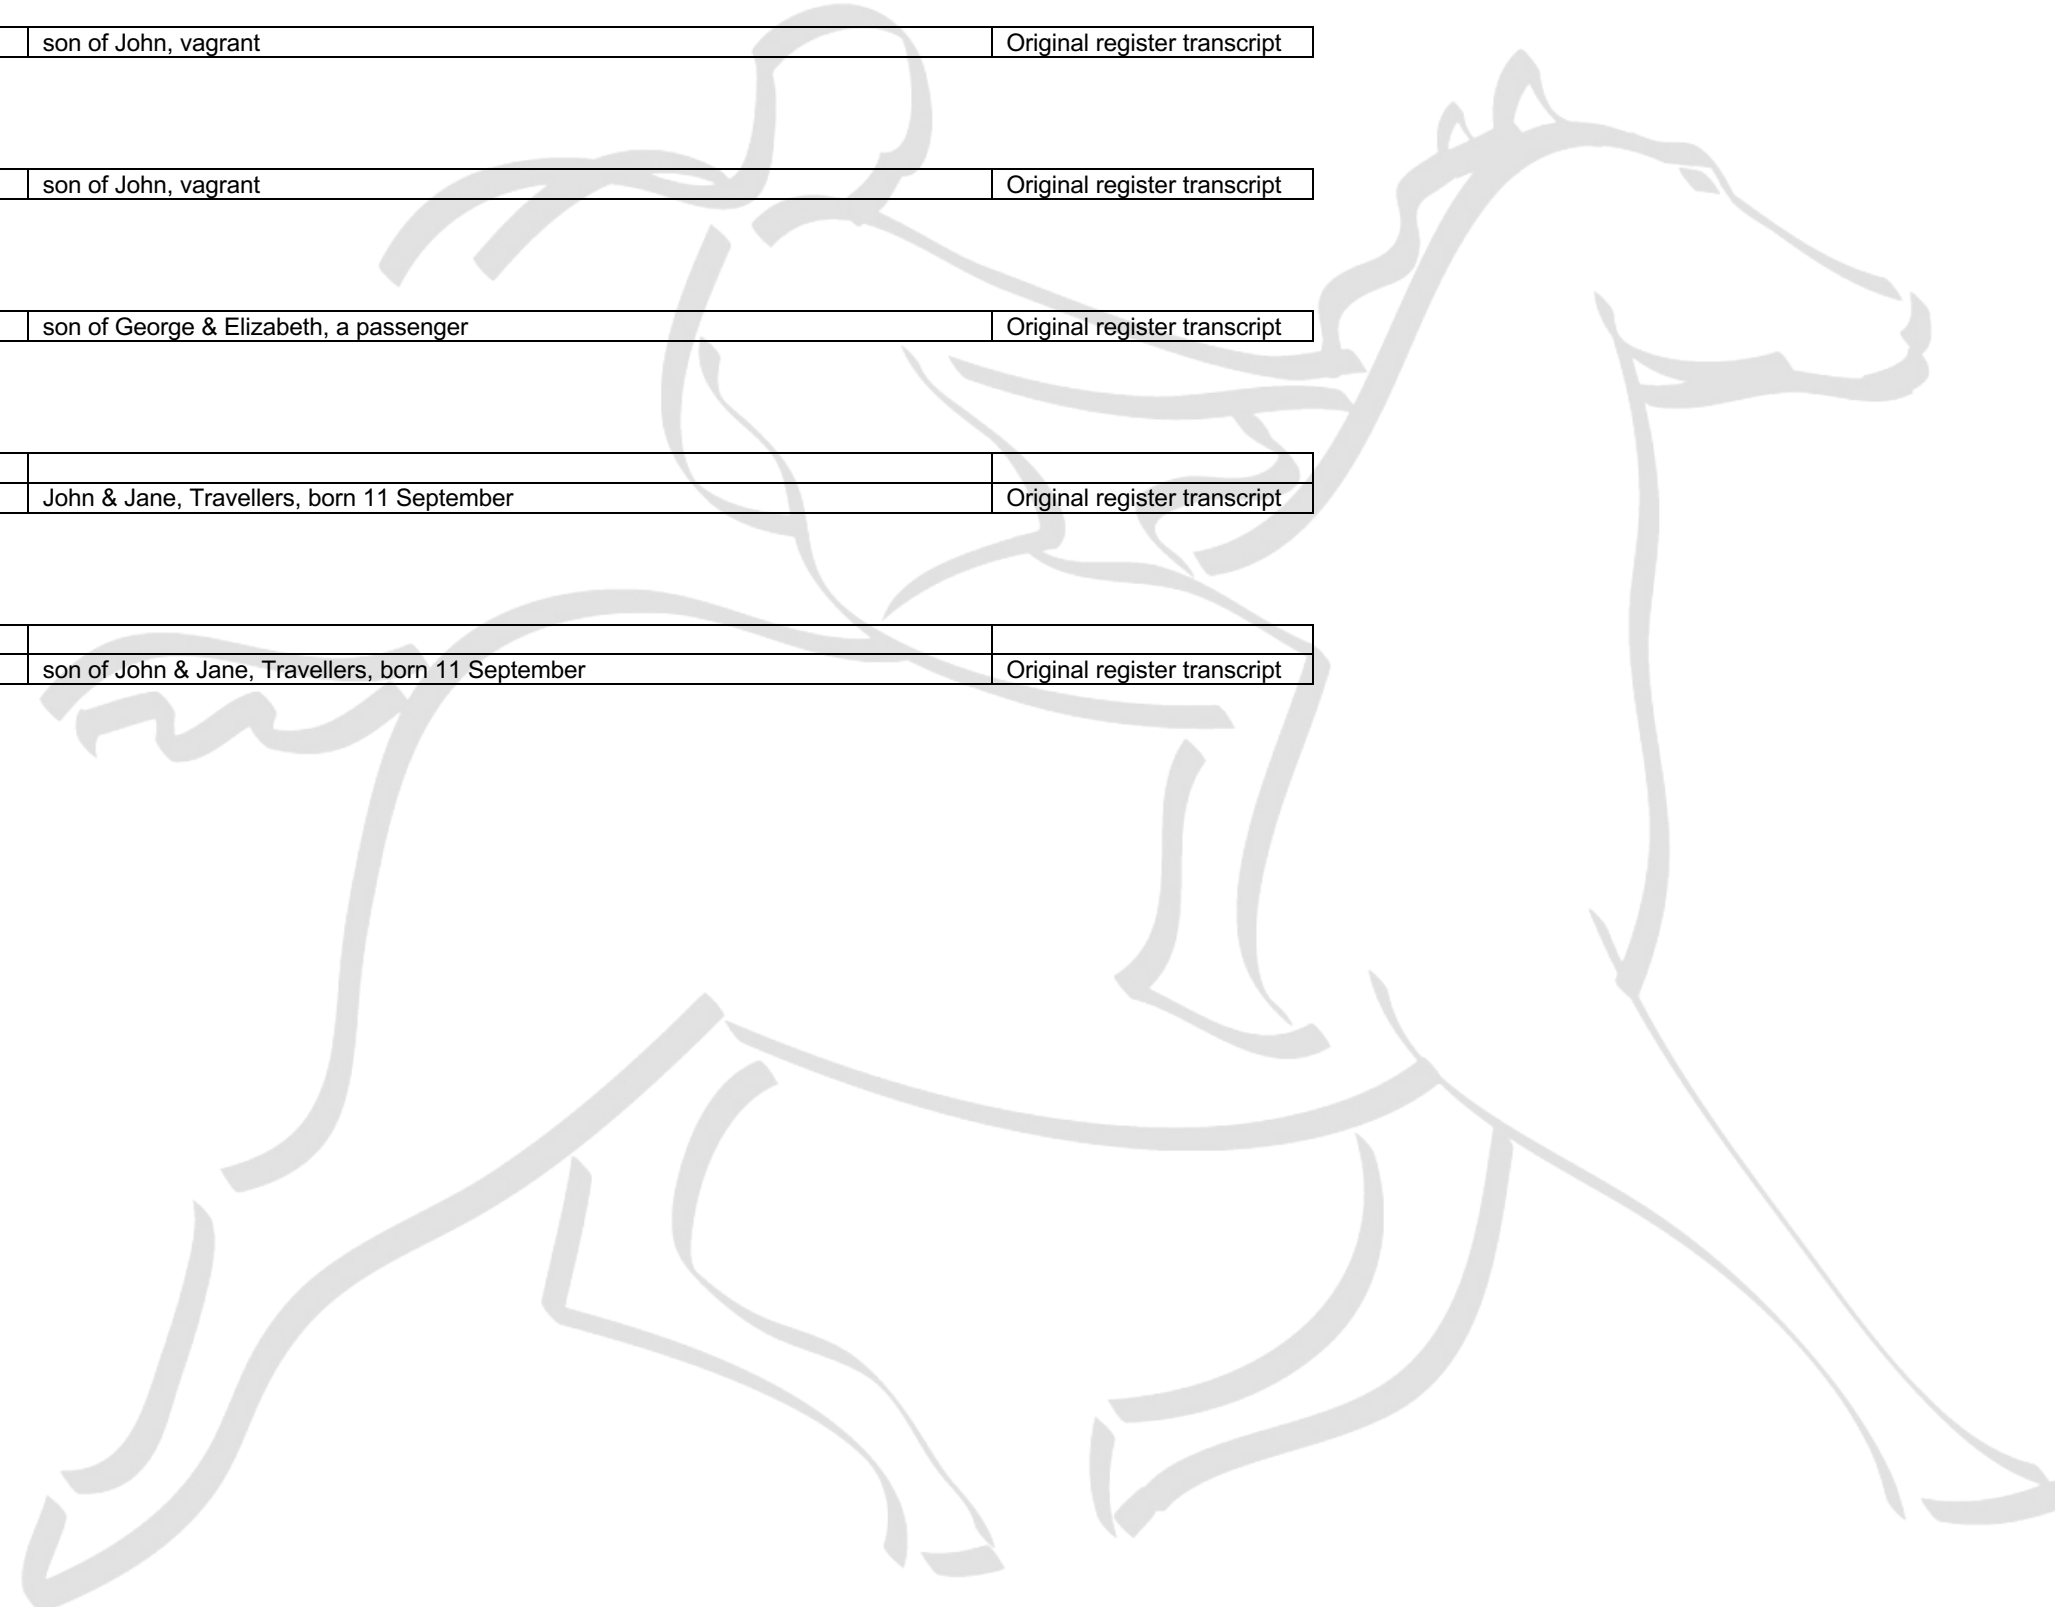 son of John, vagrant Original register transcript
son of John, vagrant Original register transcript
son of George & Elizabeth, a passenger Original register transcript
John & Jane, Travellers, born 11 September Original register transcript
son of John & Jane, Travellers, born 11 September Original register transcript